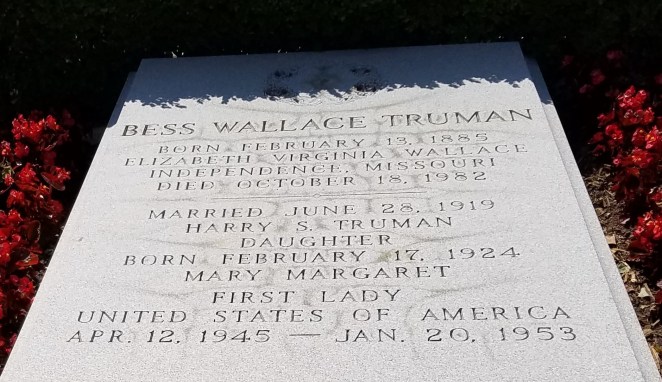 BESS WALLACE TRUMAN
BORN FEBRUARY 13, 1885
ELIZABETH VIRGINIA WALLACE
INDEPENDENCE, MISSOURI
DIED OCTOBER 18, 1982
MARRIED JUNE 28, 1919
HARRY S. TRUMAN
DAUGHTER
BORN FEBRUARY 17, 1924
MARY MARGARET
FIRST LADY
UNITED STATES OF AMERICA
APR. 12, 1945 — JAN. 20, 1953